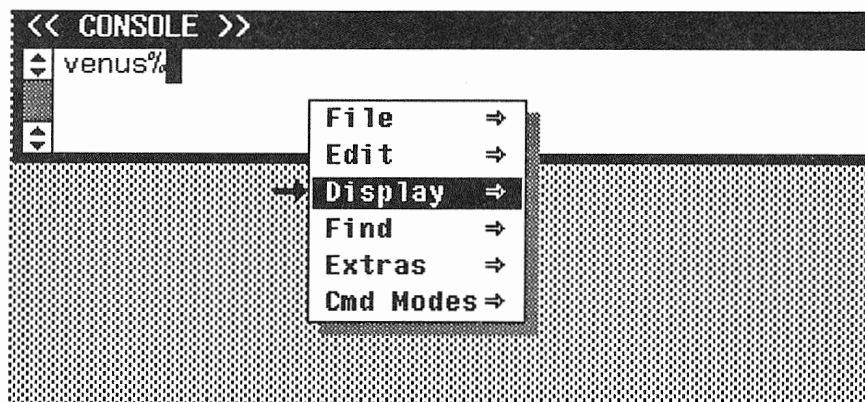 << CONSOLE >>
venus%
File ⇒
Edit ⇒
Display ⇒
Find ⇒
Extras ⇒
Cmd Modes ⇒